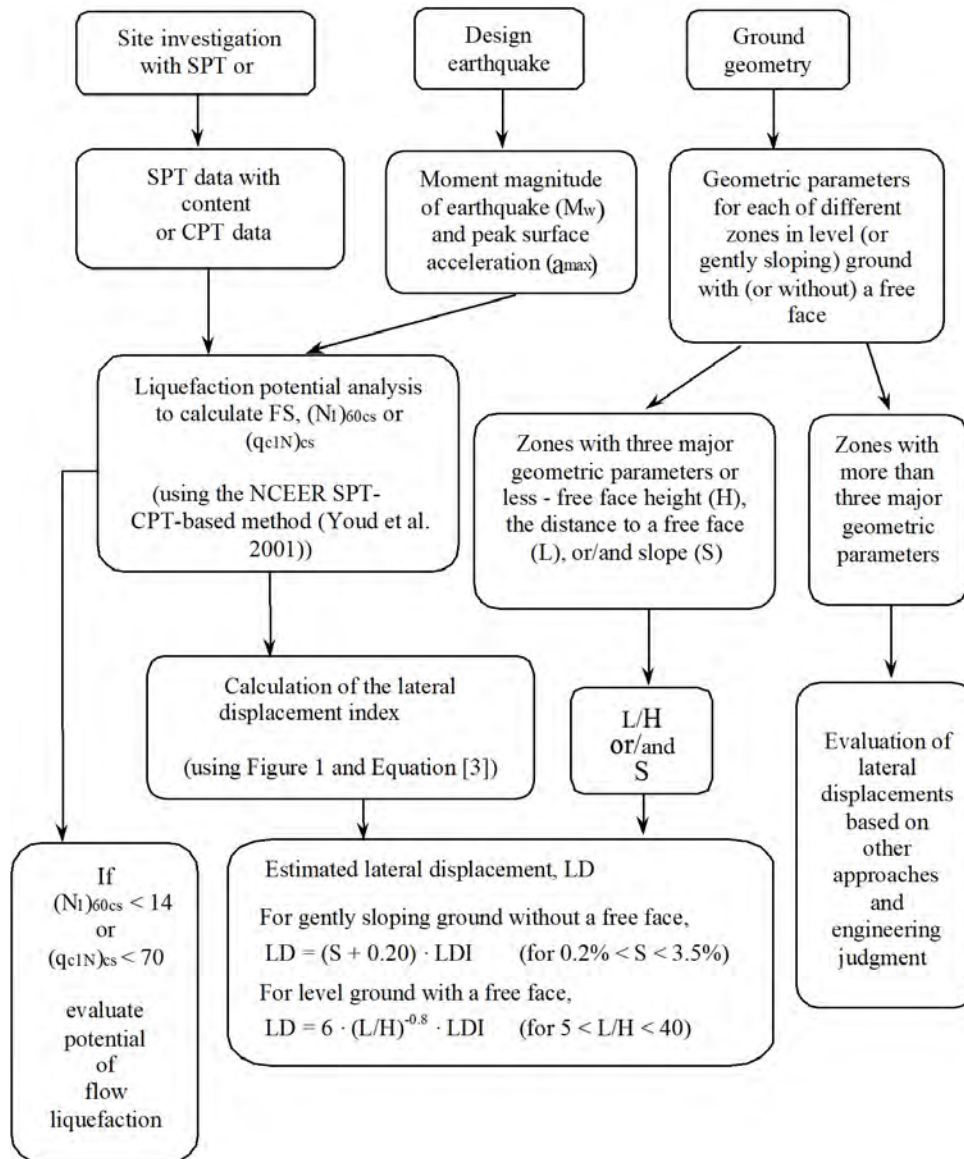 Site investigation
with SPT or
Design
earthquake
Ground
geometry
SPT data with
content
or CPT data
Moment magnitude
of earthquake (Mw)
and peak surface
acceleration (amax)
Geometric parameters
for each of different
zones in level (or
gently sloping) ground
with (or without) a free
face
Liquefaction potential analysis
to calculate FS, (N1)60cs or
(qc1N)cs
(using the NCEER SPT-
CPT-based method (Youd et al.
2001))
Zones with three major
geometric parameters or
less - free face height (H),
the distance to a free face
(L), or/and slope (S)
Zones with
more than
three major
geometric
parameters
Calculation of the lateral
displacement index
(using Figure 1 and Equation [3])
L/H
or/and
S
Evaluation of
lateral
displacements
based on
other
approaches
and
engineering
judgment
If
(N1)60cs < 14
or
(qc1N)cs < 70
evaluate
potential
of
flow
liquefaction
Estimated lateral displacement, LD
For gently sloping ground without a free face,
LD = (S + 0.20) · LDI (for 0.2% < S < 3.5%)
For level ground with a free face,
LD = 6 · (L/H)^-0.8 · LDI (for 5 < L/H < 40)